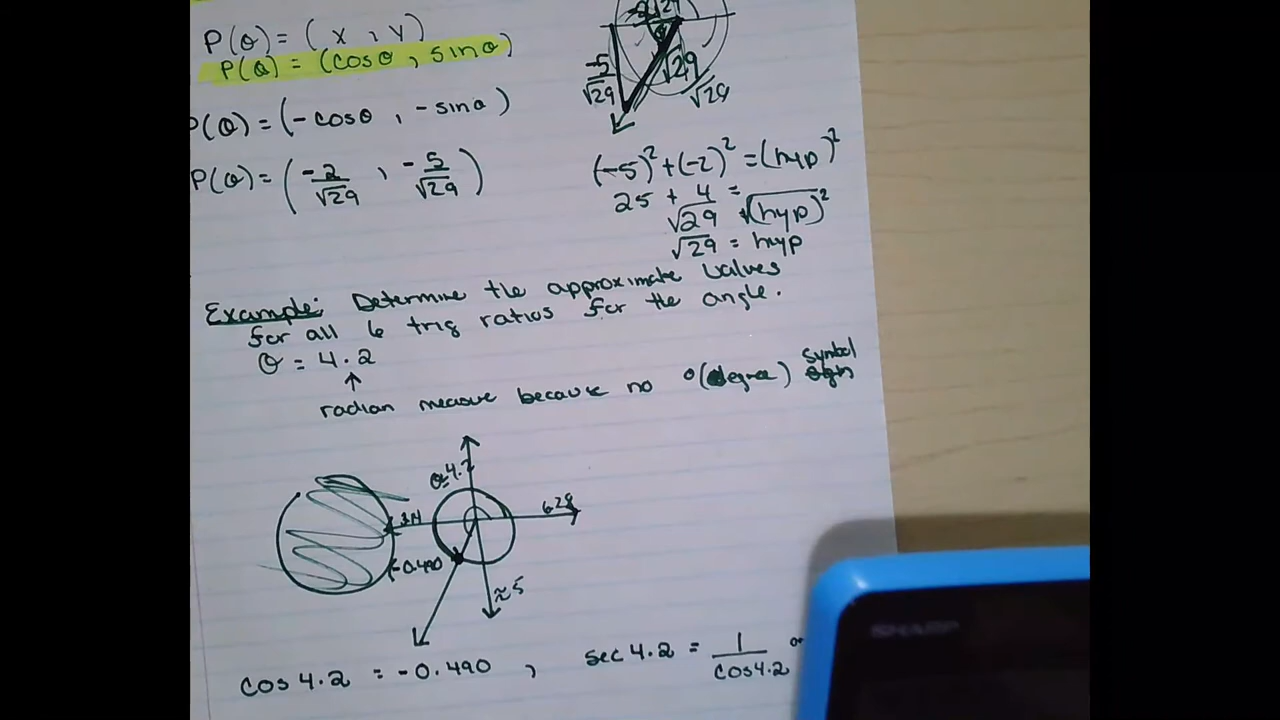 P(θ) = (x, y)
P(θ) = (cosθ, sinθ)
P(θ) = (-cosθ, -sinθ)
P(θ) = (-2/√29, -5/√29)
-5/√29
√29
√29
(-5)² + (-2)² = (hyp)²
25 + 4 =
√29 √(hyp)²
√29 = hyp
Example: Determine the approximate values
for all 6 trig ratios for the angle.
θ = 4.2
↑
radian measure because no °(degree) symbol
θ=4.2
3.14
6.28
(-0.490
≈5
cos 4.2 = -0.490 , sec 4.2 = 1/cos4.2 or
SHARP